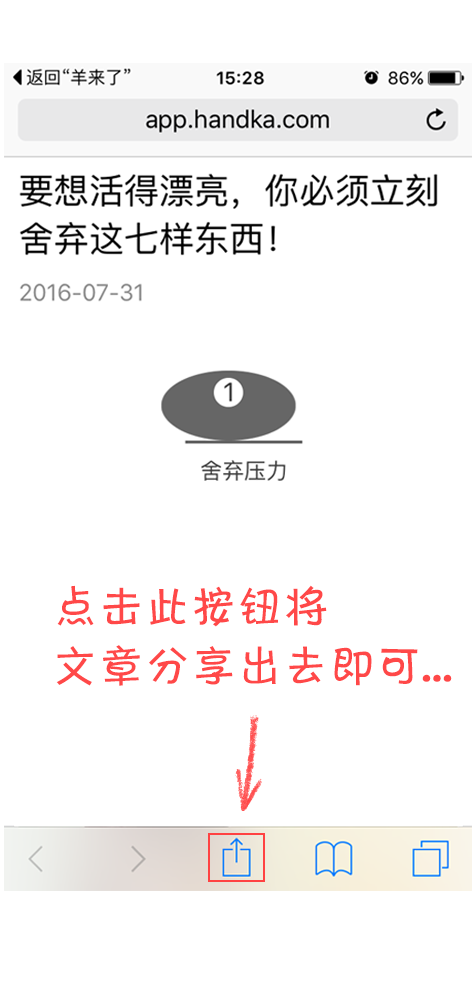 返回“羊来了”
15:28
86%
app.handka.com
要想活得漂亮，你必须立刻
舍弃这七样东西！
2016-07-31
1
舍弃压力
点击此按钮将
文章分享出去即可...